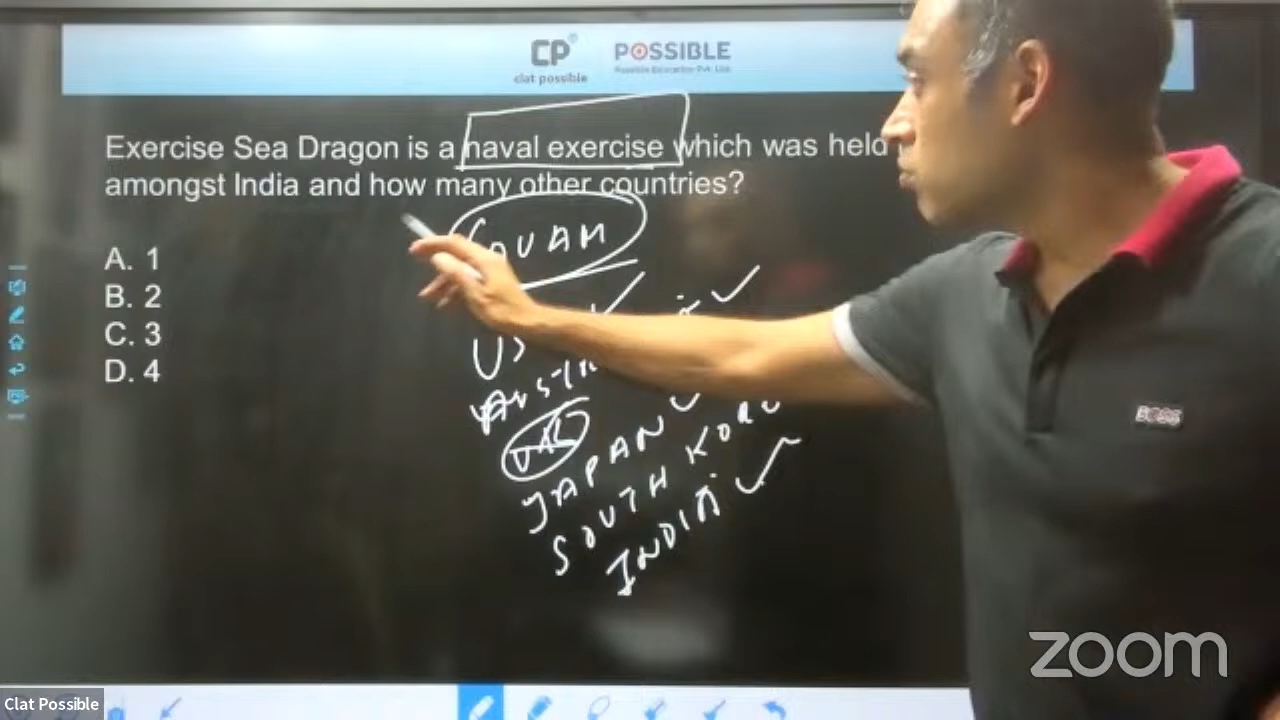 CP
clat possible
POSSIBLE
Possible Education Pvt. Ltd.
Exercise Sea Dragon is a naval exercise which was held
amongst India and how many other countries?
A. 1
B. 2
C. 3
D. 4
GUAM
US
JAPAN
SOUTH KOR
INDIA
BOSS
zoom
Clat Possible